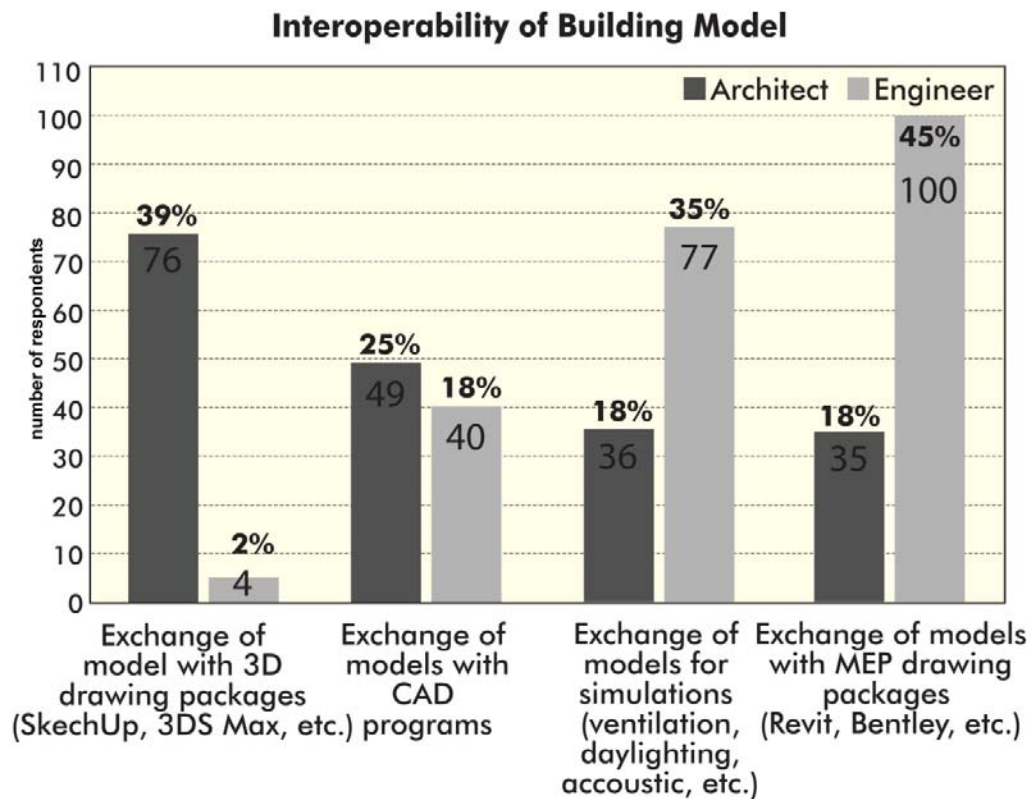 Interoperability of Building Model
110
100
90
80
70
60
50
40
30
20
10
0
number of respondents
Architect
Engineer
39%
76
2%
4
25%
49
18%
40
18%
36
35%
77
18%
35
45%
100
Exchange of
model with 3D
drawing packages
(SkechUp, 3DS Max, etc.)
Exchange of
models with
CAD
programs
Exchange of
models for
simulations
(ventilation,
daylighting,
accoustic, etc.)
Exchange of models
with MEP drawing
packages
(Revit, Bentley, etc.)